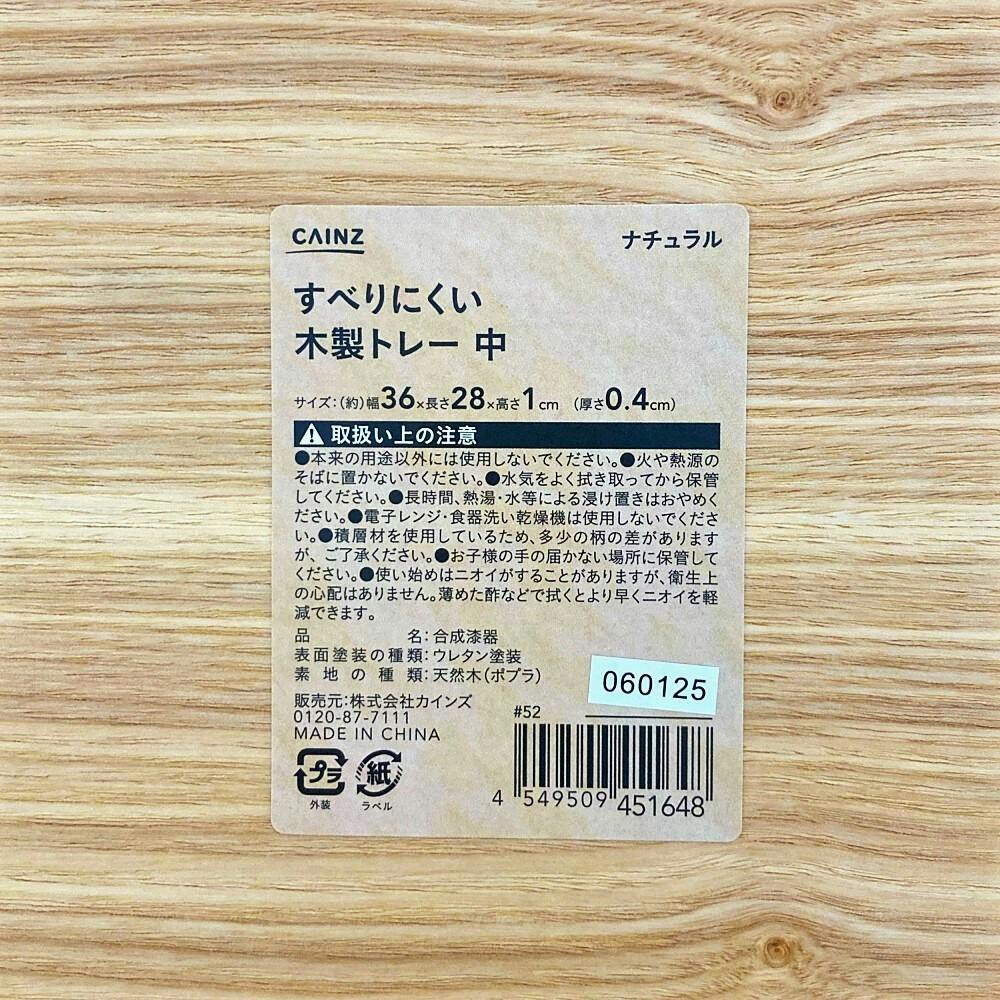 CAINZ
ナチュラル
すべりにくい
木製トレー 中
サイズ:(約)幅36×長さ28×高さ1cm (厚さ0.4cm)
取扱い上の注意
●本来の用途以外には使用しないでください。●火や熱源の
そばに置かないでください。●水気をよく拭き取ってから保管
してください。●長時間、熱湯・水等による浸け置きはおやめく
ださい。●電子レンジ・食器洗い乾燥機は使用しないでくださ
い。●積層材を使用しているため、多少の柄の差があります
が、ご了承ください。●お子様の手の届かない場所に保管して
ください。●使い始めはニオイがすることがありますが、衛生上
の心配はありません。薄めた酢などで拭くとより早くニオイを軽
減できます。
品名:合成漆器
表面塗装の種類:ウレタン塗装
素地の種類:天然木(ポプラ)
販売元:株式会社カインズ
0120-87-7111
MADE IN CHINA
060125
#52
プラ
外装
紙
ラベル
4 549509 451648